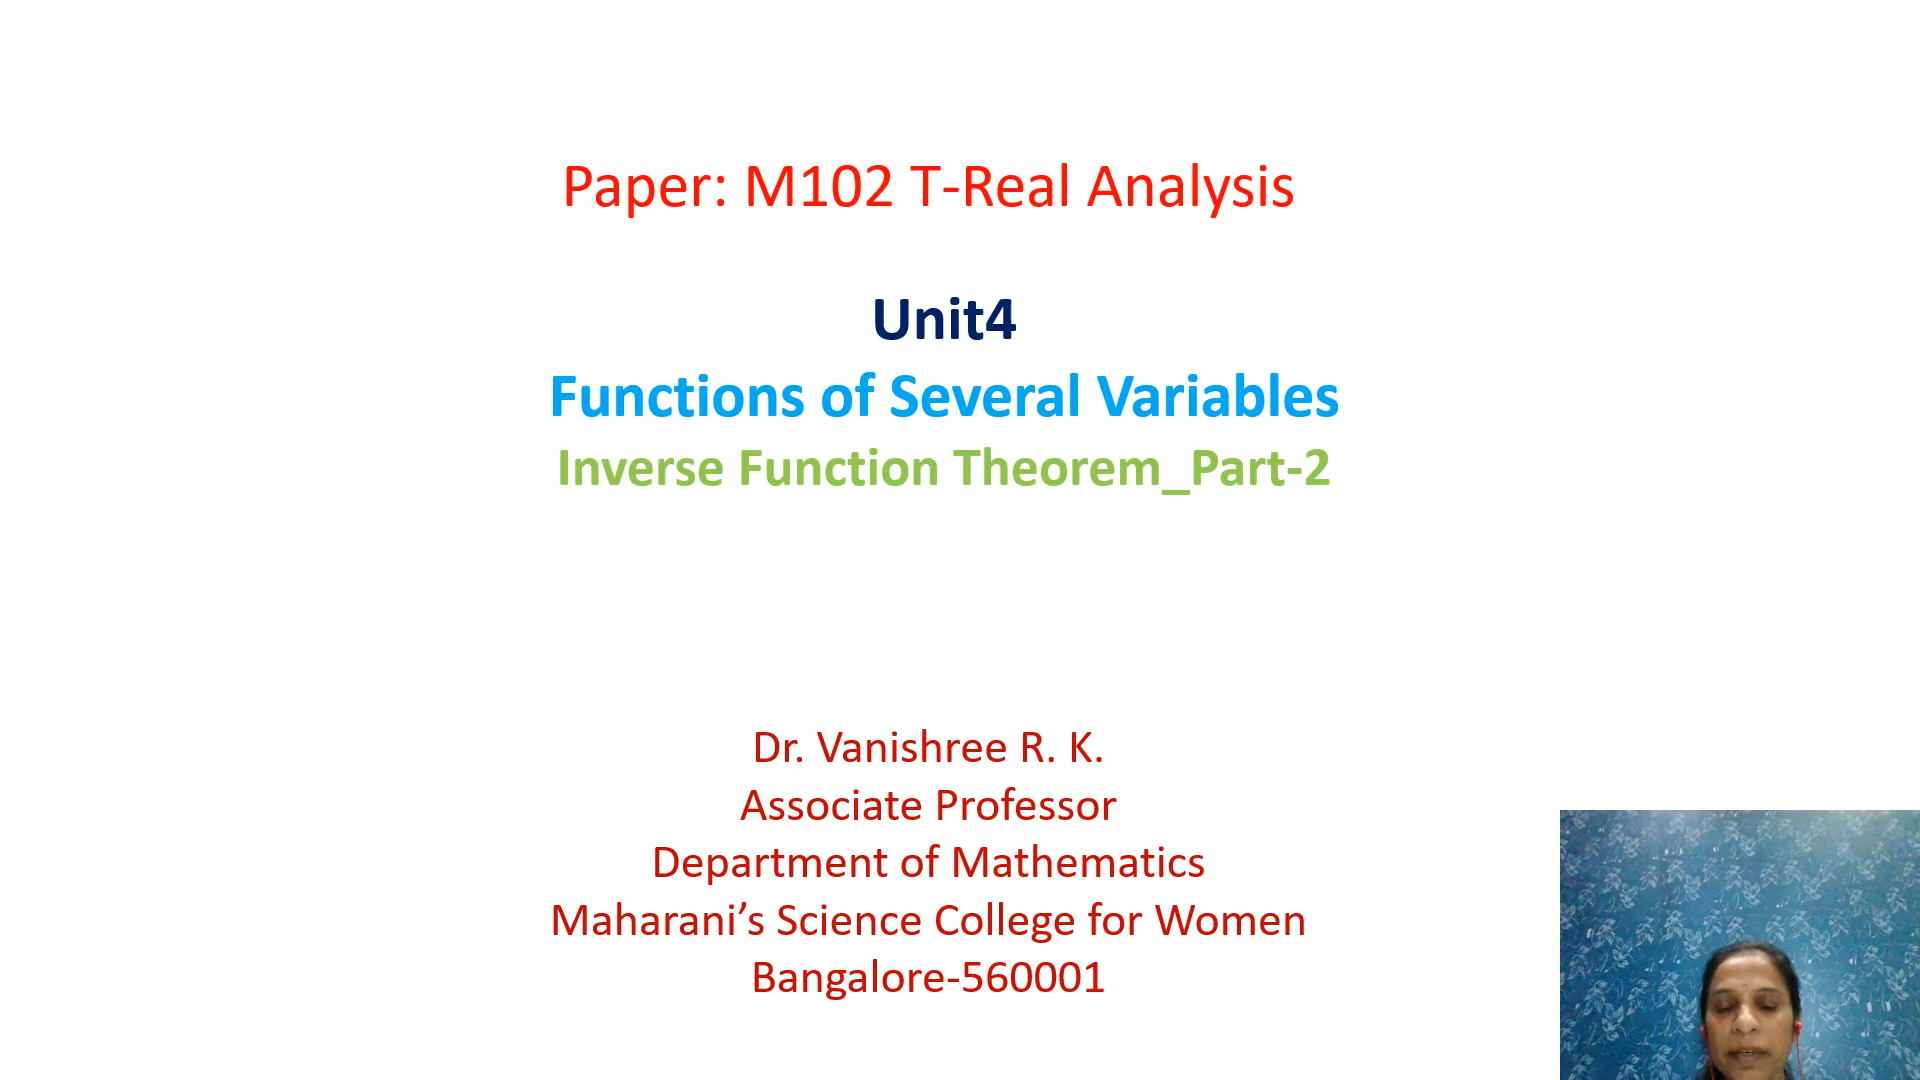 Paper: M102 T-Real Analysis
Unit4
Functions of Several Variables
Inverse Function Theorem_Part-2
Dr. Vanishree R. K.
Associate Professor
Department of Mathematics
Maharani’s Science College for Women
Bangalore-560001